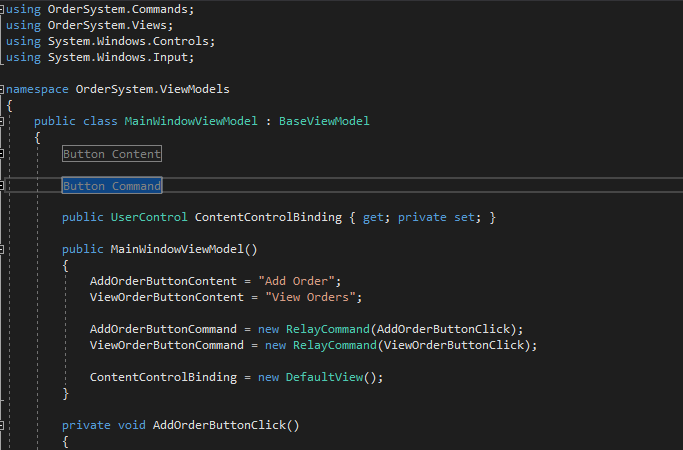 using OrderSystem.Commands;
using OrderSystem.Views;
using System.Windows.Controls;
using System.Windows.Input;
namespace OrderSystem.ViewModels
{
public class MainWindowViewModel : BaseViewModel
{
Button Content
Button Command
public UserControl ContentControlBinding { get; private set; }
public MainWindowViewModel()
{
AddOrderButtonContent = "Add Order";
ViewOrderButtonContent = "View Orders";
AddOrderButtonCommand = new RelayCommand(AddOrderButtonClick);
ViewOrderButtonCommand = new RelayCommand(ViewOrderButtonClick);
ContentControlBinding = new DefaultView();
}
private void AddOrderButtonClick()
{